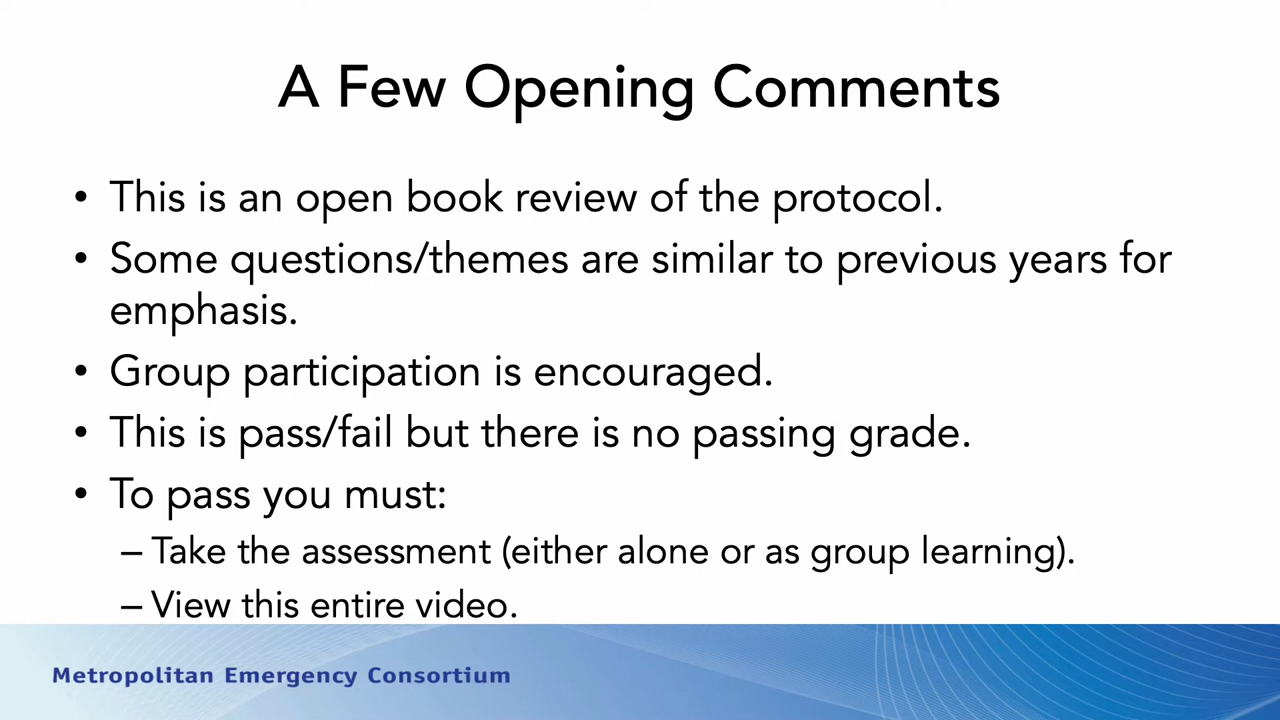 A Few Opening Comments
• This is an open book review of the protocol.
• Some questions/themes are similar to previous years for
emphasis.
• Group participation is encouraged.
• This is pass/fail but there is no passing grade.
• To pass you must:
– Take the assessment (either alone or as group learning).
– View this entire video.
Metropolitan Emergency Consortium